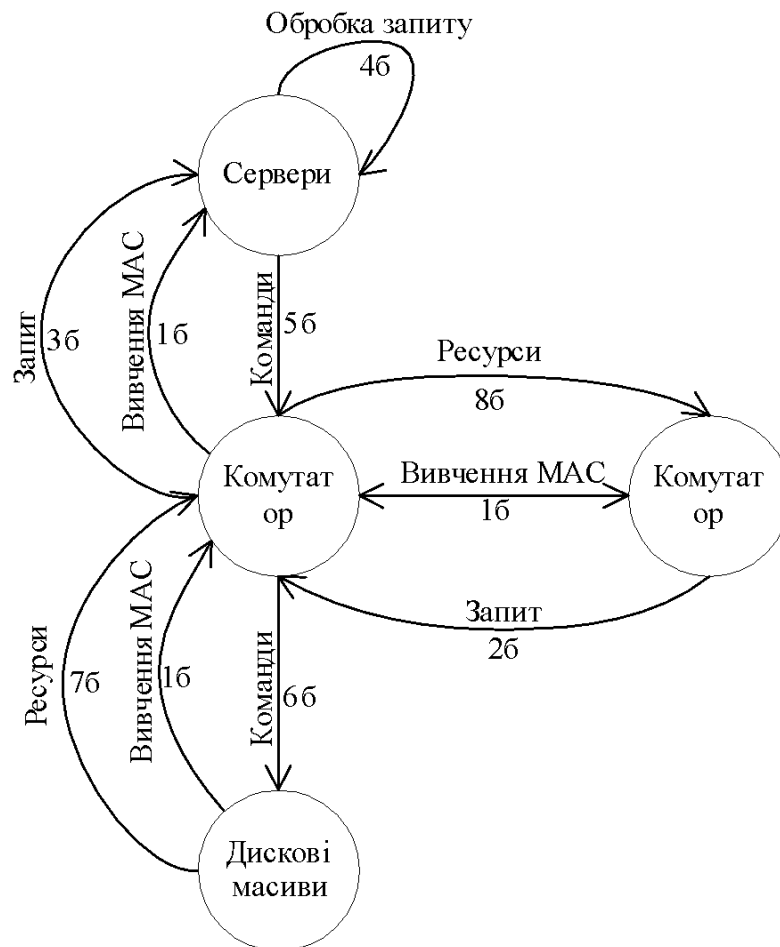 Обробка запиту
4б
Сервери
Запит
3б
Вивчення МАС
1б
Команди
5б
Ресурси
8б
Комутат
ор
Вивчення МАС
1б
Комутат
ор
Запит
2б
Ресурси
7б
Вивчення МАС
1б
Команди
6б
Дискові
масиви